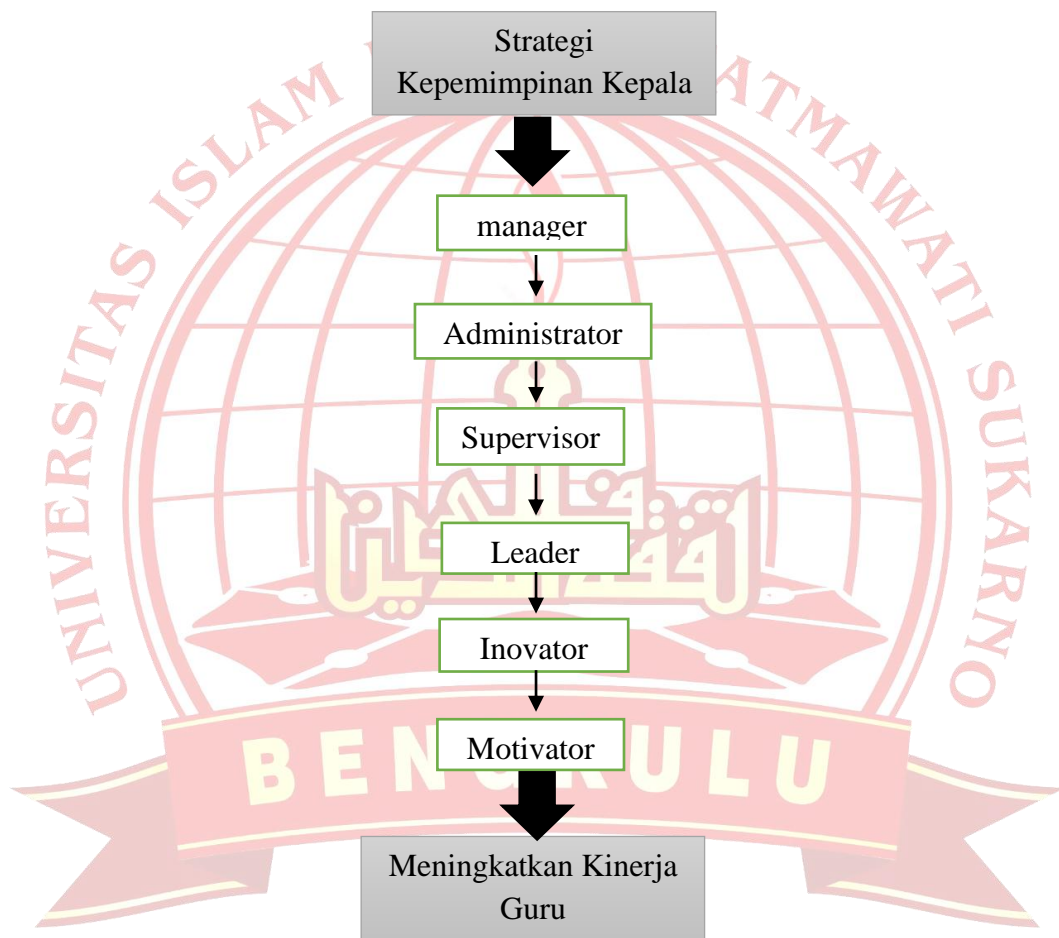 Strategi
Kepemimpinan Kepala
manager
Administrator
Supervisor
Leader
Inovator
Motivator
Meningkatkan Kinerja
Guru
UNIVERSITAS ISLAM
ATMAWATI SUKARNO
BENGKULU